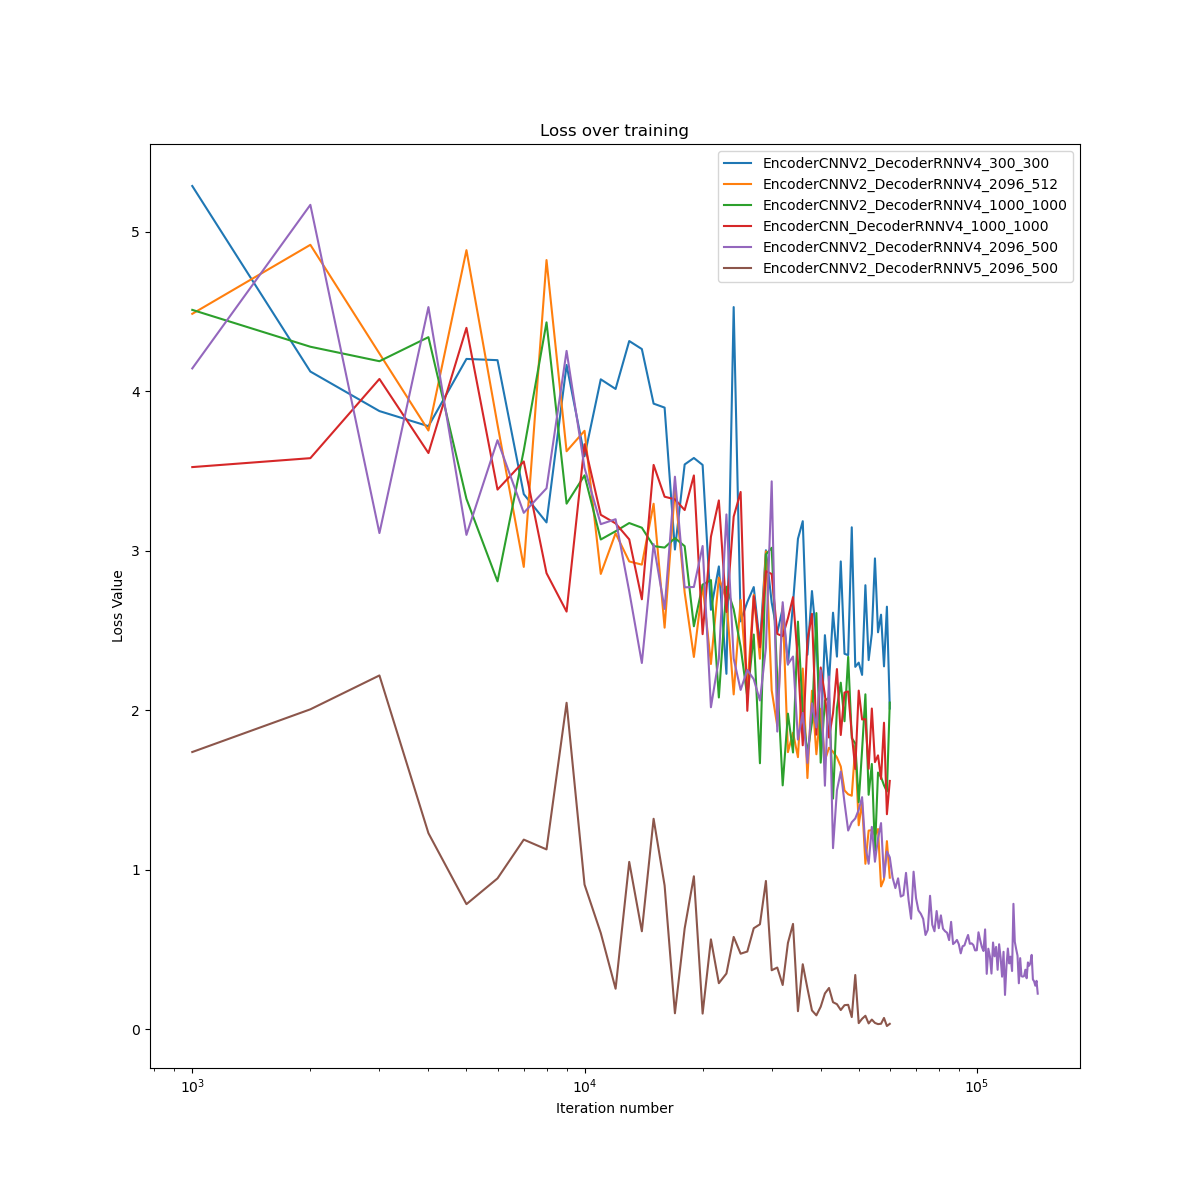 Loss over training
EncoderCNNV2_DecoderRNNV4_300_300
EncoderCNNV2_DecoderRNNV4_2096_512
EncoderCNNV2_DecoderRNNV4_1000_1000
EncoderCNN_DecoderRNNV4_1000_1000
EncoderCNNV2_DecoderRNNV4_2096_500
EncoderCNNV2_DecoderRNNV5_2096_500
5
4
3
2
1
0
Loss Value
10³ 10⁴ 10⁵
Iteration number